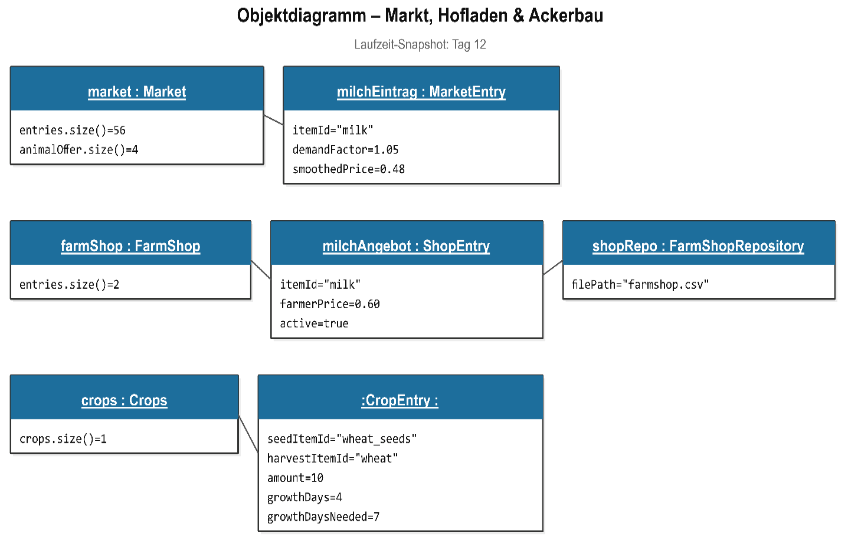 Objektdiagramm – Markt, Hofladen & Ackerbau
Laufzeit-Snapshot: Tag 12
market : Market
entries.size()=56
animalOffer.size()=4
milchEintrag : MarketEntry
itemId="milk"
demandFactor=1.05
smoothedPrice=0.48
farmShop : FarmShop
entries.size()=2
milchAngebot : ShopEntry
itemId="milk"
farmerPrice=0.60
active=true
shopRepo : FarmShopRepository
filePath="farmshop.csv"
crops : Crops
crops.size()=1
:CropEntry :
seedItemId="wheat_seeds"
harvestItemId="wheat"
amount=10
growthDays=4
growthDaysNeeded=7